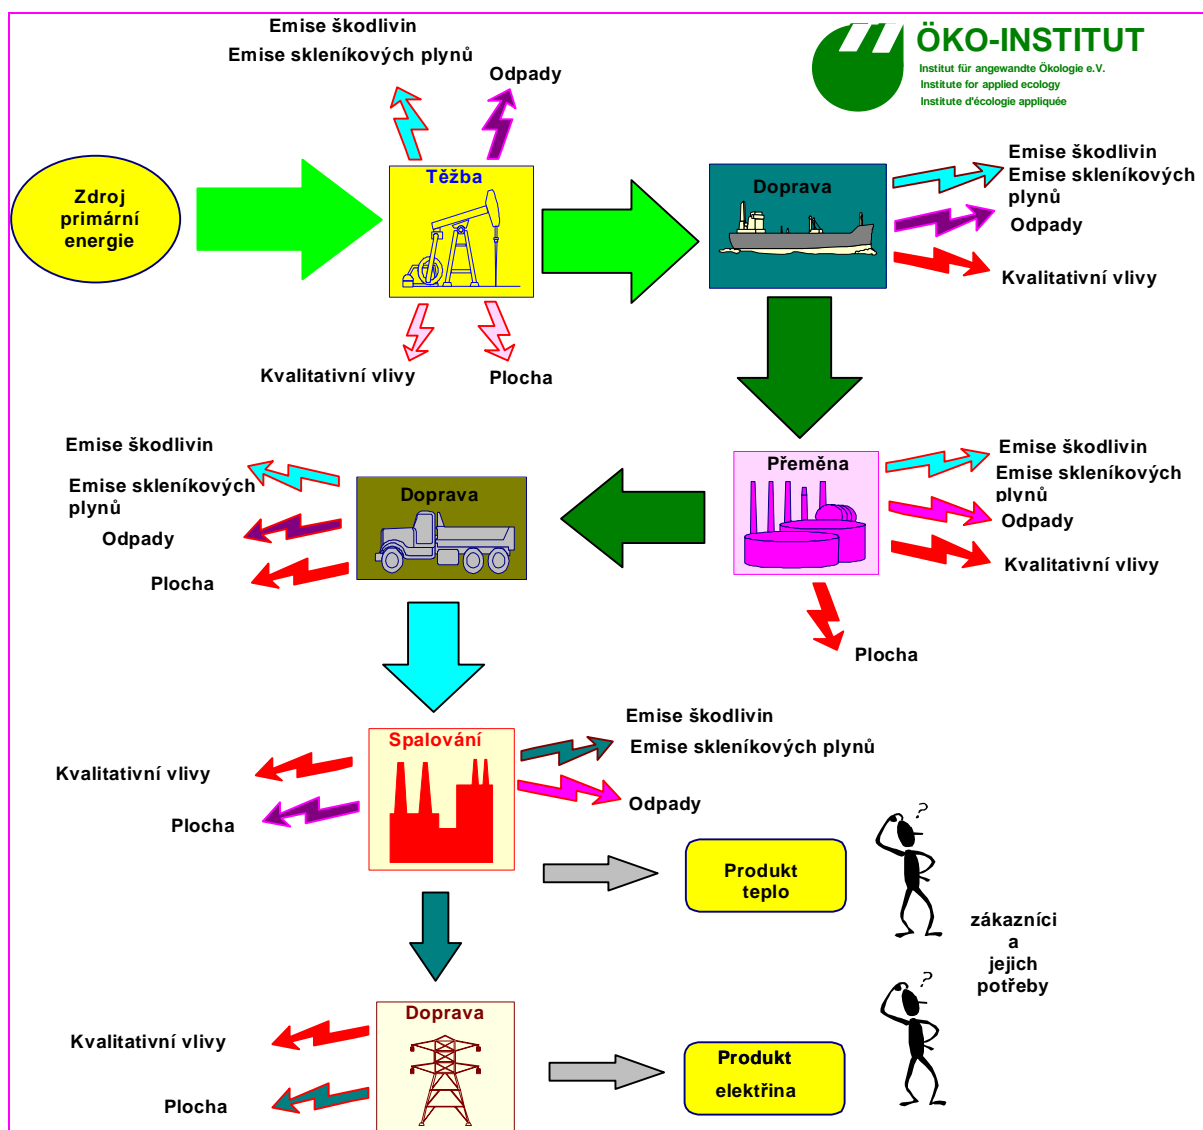 Emise škodlivin
Emise skleníkových plynů
Odpady
ÖKO-INSTITUT
Institut für angewandte Ökologie e.V.
Institute for applied ecology
Institute d'écologie appliquée
Zdroj
primární
energie
Těžba
Kvalitativní vlivy
Plocha
Doprava
Emise škodlivin
Emise skleníkových
plynů
Odpady
Kvalitativní vlivy
Přeměna
Emise škodlivin
Emise skleníkových
plynů
Odpady
Kvalitativní vlivy
Plocha
Emise škodlivin
Emise skleníkových
plynů
Odpady
Plocha
Doprava
Spalování
Emise škodlivin
Emise skleníkových plynů
Odpady
Kvalitativní vlivy
Plocha
Produkt
teplo
?
zákazníci
a
jejich
potřeby
Doprava
Kvalitativní vlivy
Plocha
Produkt
elektřina
?